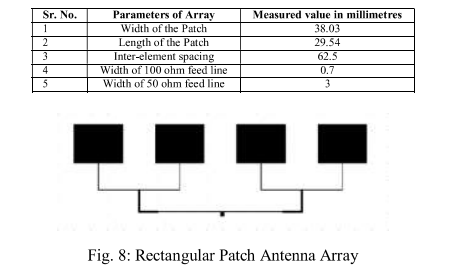 Sr. No. Parameters of Array Measured value in millimetres
1 Width of the Patch 38.03
2 Length of the Patch 29.54
3 Inter-element spacing 62.5
4 Width of 100 ohm feed line 0.7
5 Width of 50 ohm feed line 3
Fig. 8: Rectangular Patch Antenna Array